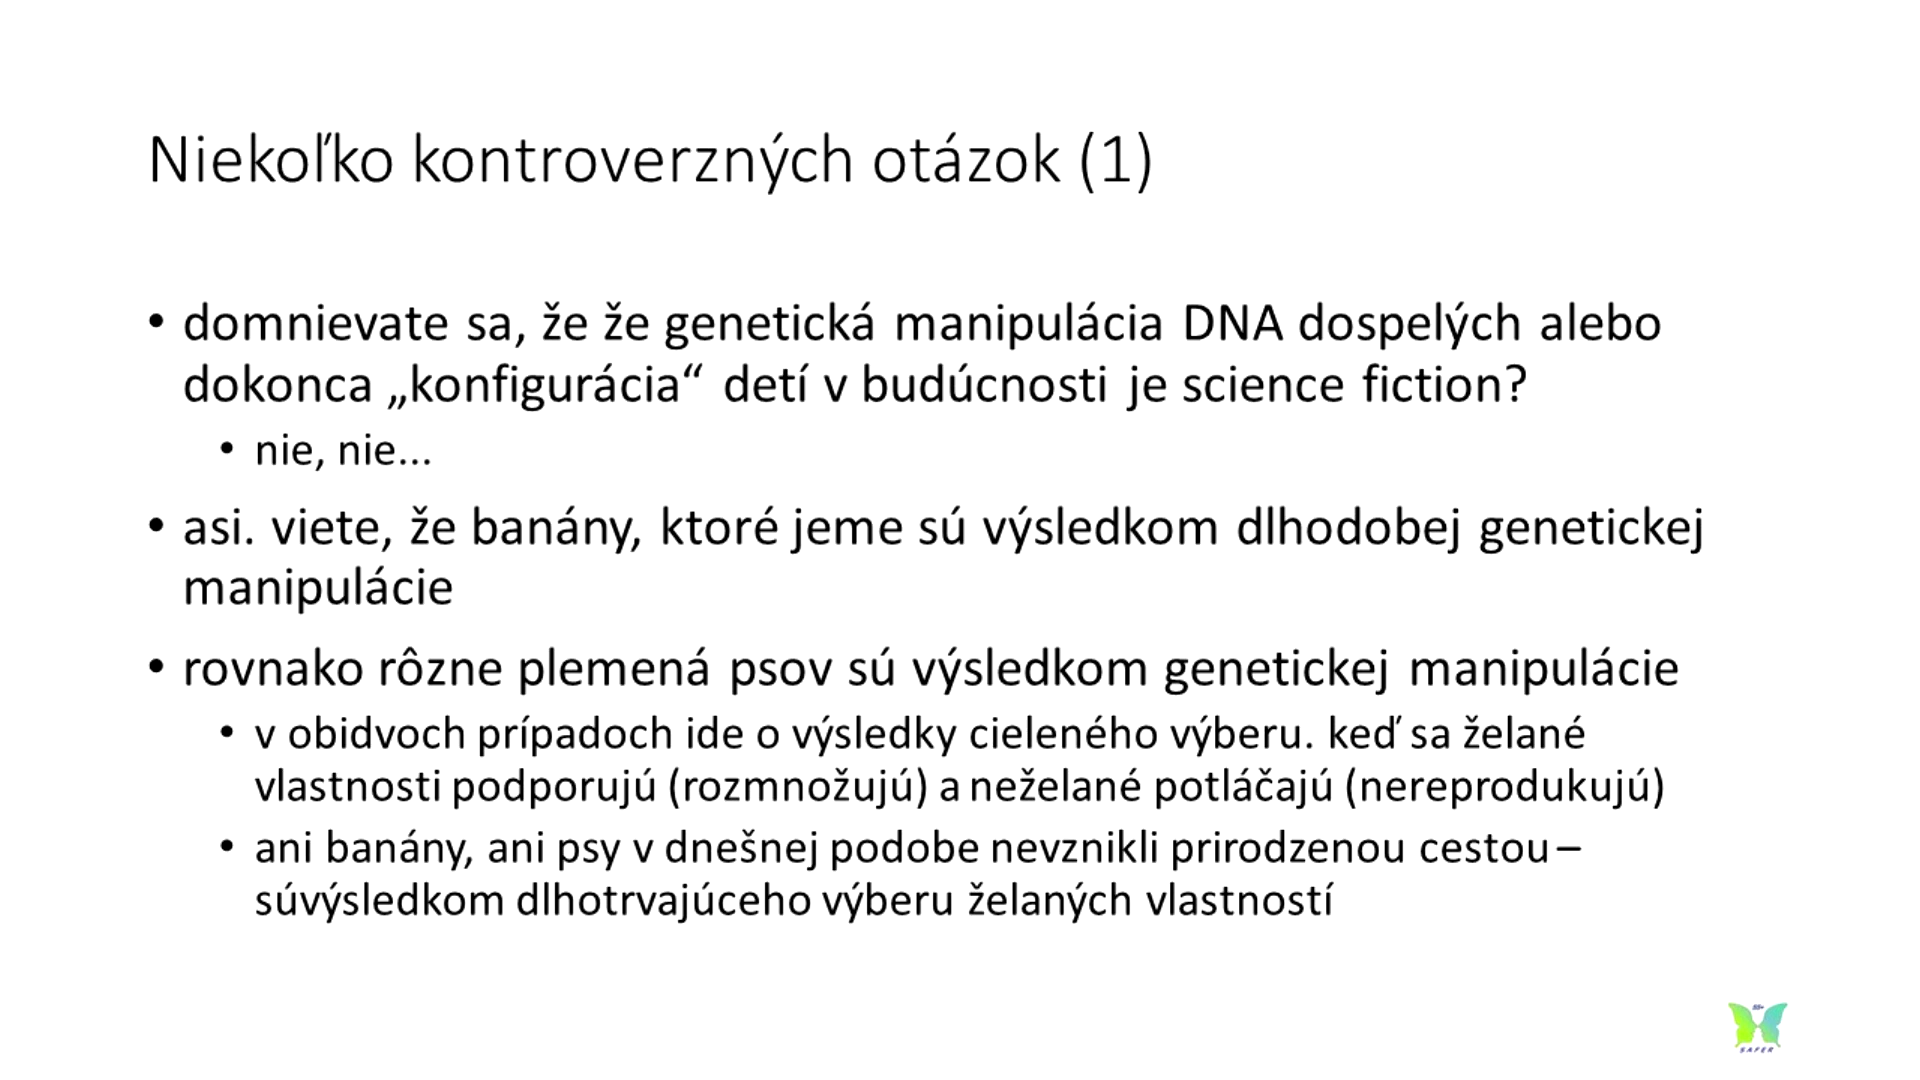 Niekoľko kontroverzných otázok (1)
• domnievate sa, že že genetická manipulácia DNA dospelých alebo
dokonca „konfigurácia“ detí v budúcnosti je science fiction?
• nie, nie...
• asi. viete, že banány, ktoré jeme sú výsledkom dlhodobej genetickej
manipulácie
• rovnako rôzne plemená psov sú výsledkom genetickej manipulácie
• v obidvoch prípadoch ide o výsledky cieleného výberu. keď sa želané
vlastnosti podporujú (rozmnožujú) a neželané potláčajú (nereprodukujú)
• ani banány, ani psy v dnešnej podobe nevznikli prirodzenou cestou –
súvýsledkom dlhotrvajúceho výberu želaných vlastností
55+
SAFER